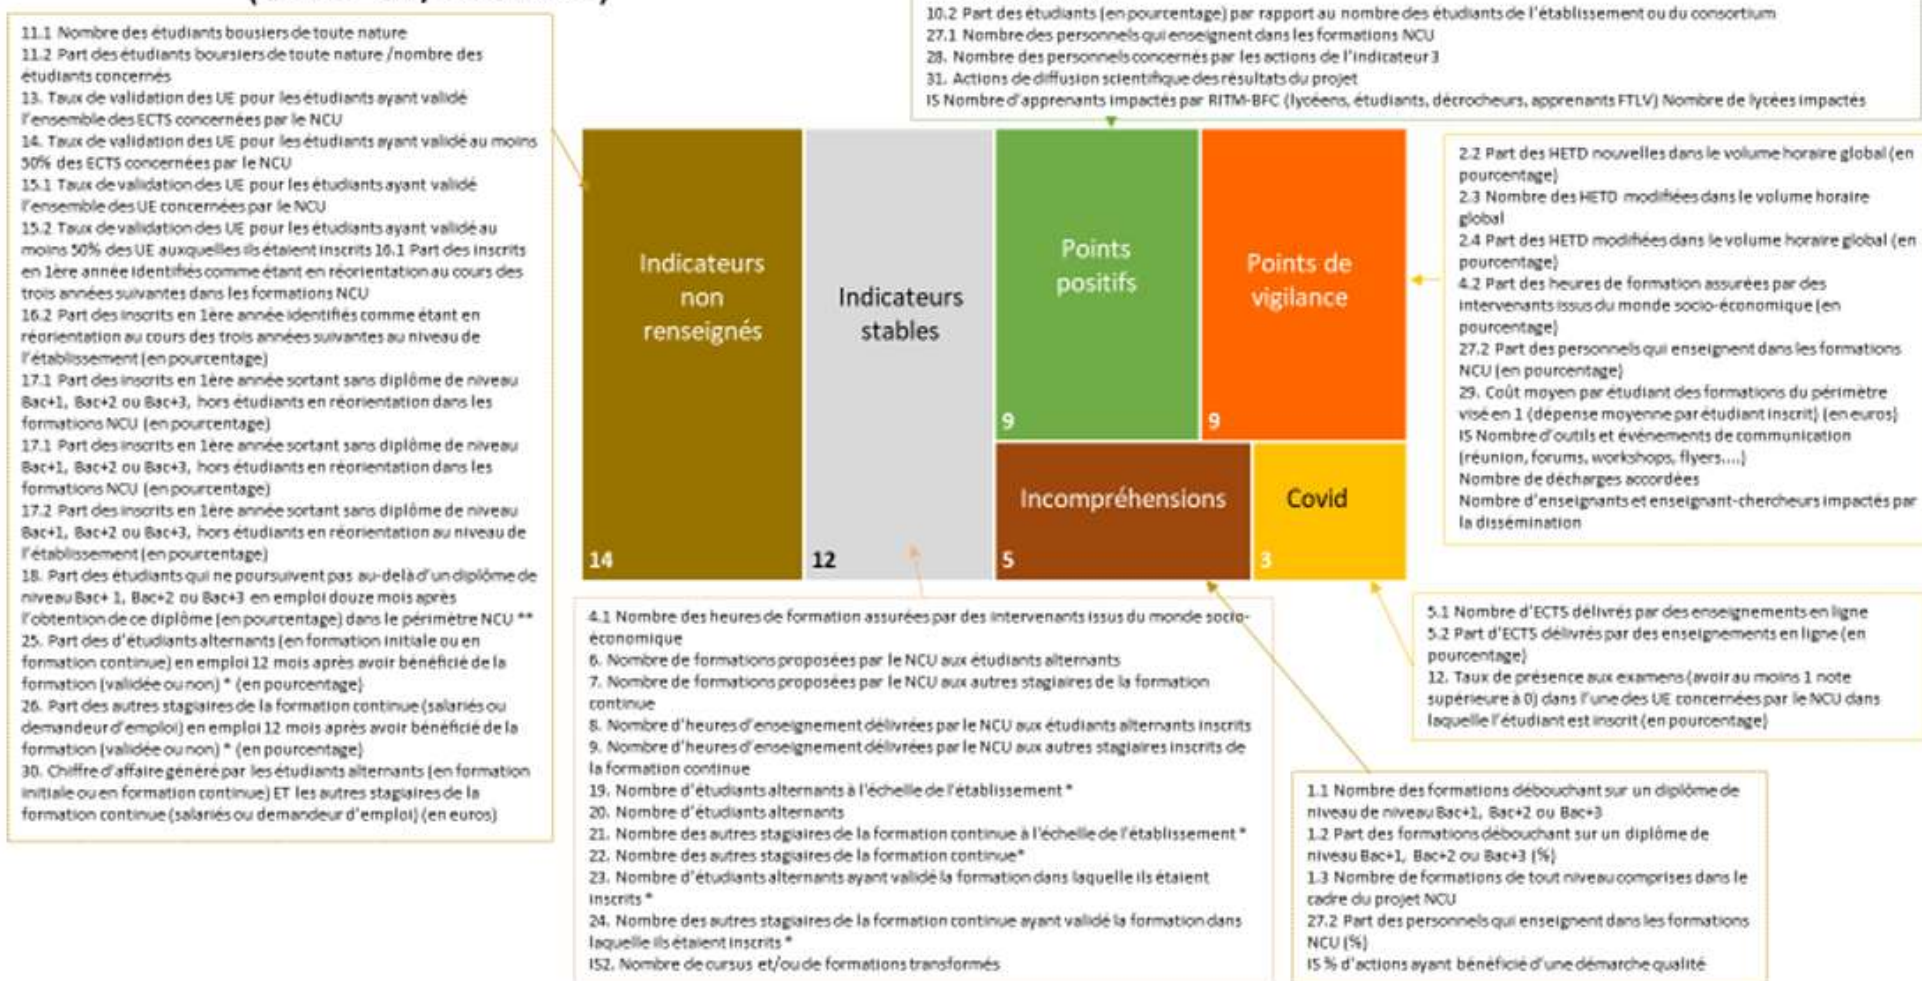 11.1 Nombre des étudiants bousiers de toute nature
11.2 Part des étudiants boursiers de toute nature /nombre des
étudiants concernés
13. Taux de validation des UE pour les étudiants ayant validé
l'ensemble des ECTS concernées par le NCU
14. Taux de validation des UE pour les étudiants ayant validé au moins
50% des ECTS concernées par le NCU
15.1 Taux de validation des UE pour les étudiants ayant validé
l'ensemble des UE concernées par le NCU
15.2 Taux de validation des UE pour les étudiants ayant validé au
moins 50% des UE auxquelles ils étaient inscrits 16.1 Part des inscrits
en 1ère année identifiés comme étant en réorientation au cours des
trois années suivantes dans les formations NCU
16.2 Part des inscrits en 1ère année identifiés comme étant en
réorientation au cours des trois années suivantes au niveau de
l'établissement (en pourcentage)
17.1 Part des inscrits en 1ère année sortant sans diplôme de niveau
Bac+1, Bac+2 ou Bac+3, hors étudiants en réorientation dans les
formations NCU (en pourcentage)
17.1 Part des inscrits en 1ère année sortant sans diplôme de niveau
Bac+1, Bac+2 ou Bac+3, hors étudiants en réorientation dans les
formations NCU (en pourcentage)
17.2 Part des inscrits en 1ère année sortant sans diplôme de niveau
Bac+1, Bac+2 ou Bac+3, hors étudiants en réorientation au niveau de
l'établissement (en pourcentage)
18. Part des étudiants qui ne poursuivent pas au-delà d'un diplôme de
niveau Bac+ 1, Bac+2 ou Bac+3 en emploi douze mois après
l'obtention de ce diplôme (en pourcentage) dans le périmètre NCU **
25. Part des d'étudiants alternants (en formation initiale ou en
formation continue) en emploi 12 mois après avoir bénéficié de la
formation (validée ou non) * (en pourcentage)
26. Part des autres stagiaires de la formation continue (salariés ou
demandeur d'emploi) en emploi 12 mois après avoir bénéficié de la
formation (validée ou non) * (en pourcentage)
30. Chiffre d'affaire généré par les étudiants alternants (en formation
initiale ou en formation continue) ET les autres stagiaires de la
formation continue (salariés ou demandeur d'emploi) (en euros)
10.2 Part des étudiants (en pourcentage) par rapport au nombre des étudiants de l'établissement ou du consortium
27.1 Nombre des personnels qui enseignent dans les formations NCU
28. Nombre des personnels concernés par les actions de l'indicateur 3
31. Actions de diffusion scientifique des résultats du projet
IS Nombre d'apprenants impactés par RITM-BFC (lycéens, étudiants, décrocheurs, apprenants FTLV) Nombre de lycées impactés
Indicateurs
non
renseignés
14
Indicateurs
stables
12
Points
positifs
9
Points de
vigilance
9
Incompréhensions
5
Covid
3
2.2 Part des HETD nouvelles dans le volume horaire global (en
pourcentage)
2.3 Nombre des HETD modifiées dans le volume horaire
global
2.4 Part des HETD modifiées dans le volume horaire global (en
pourcentage)
4.2 Part des heures de formation assurées par des
intervenants issus du monde socio-économique (en
pourcentage)
27.2 Part des personnels qui enseignent dans les formations
NCU (en pourcentage)
29. Coût moyen par étudiant des formations du périmètre
visé en 1 (dépense moyenne par étudiant inscrit) (en euros)
IS Nombre d'outils et événements de communication
(réunion, forums, workshops, flyers....)
Nombre de décharges accordées
Nombre d'enseignants et enseignant-chercheurs impactés par
la dissémination
4.1 Nombre des heures de formation assurées par des intervenants issus du monde socio-
économique
6. Nombre de formations proposées par le NCU aux étudiants alternants
7. Nombre de formations proposées par le NCU aux autres stagiaires de la formation
continue
8. Nombre d'heures d'enseignement délivrées par le NCU aux étudiants alternants inscrits
9. Nombre d'heures d'enseignement délivrées par le NCU aux autres stagiaires inscrits de
la formation continue
19. Nombre d'étudiants alternants à l'échelle de l'établissement *
20. Nombre d'étudiants alternants
21. Nombre des autres stagiaires de la formation continue à l'échelle de l'établissement *
22. Nombre des autres stagiaires de la formation continue*
23. Nombre d'étudiants alternants ayant validé la formation dans laquelle ils étaient
inscrits *
24. Nombre des autres stagiaires de la formation continue ayant validé la formation dans
laquelle ils étaient inscrits *
IS2. Nombre de cursus et/ou de formations transformés
5.1 Nombre d'ECTS délivrés par des enseignements en ligne
5.2 Part d'ECTS délivrés par des enseignements en ligne (en
pourcentage)
12. Taux de présence aux examens (avoir au moins 1 note
supérieure à 0) dans l'une des UE concernées par le NCU dans
laquelle l'étudiant est inscrit (en pourcentage)
1.1 Nombre des formations débouchant sur un diplôme de
niveau de niveau Bac+1, Bac+2 ou Bac+3
1.2 Part des formations débouchant sur un diplôme de
niveau Bac+1, Bac+2 ou Bac+3 (%)
1.3 Nombre de formations de tout niveau comprises dans le
cadre du projet NCU
27.2 Part des personnels qui enseignent dans les formations
NCU (%)
IS % d'actions ayant bénéficié d'une démarche qualité